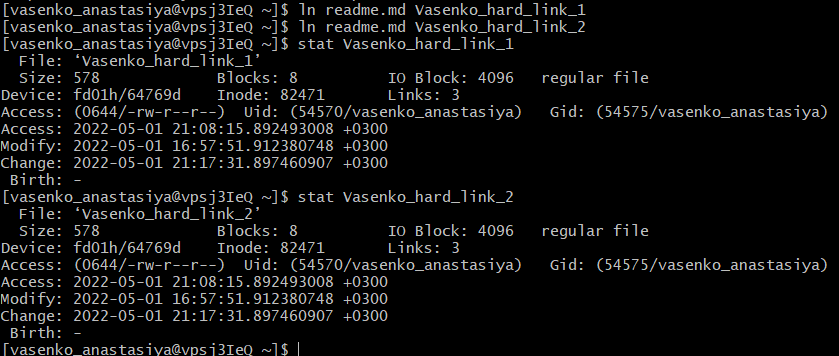 [vasenko_anastasiya@vpsj3IeQ ~]$ ln readme.md Vasenko_hard_link_1
[vasenko_anastasiya@vpsj3IeQ ~]$ ln readme.md Vasenko_hard_link_2
[vasenko_anastasiya@vpsj3IeQ ~]$ stat Vasenko_hard_link_1
  File: ‘Vasenko_hard_link_1’
  Size: 578             Blocks: 8          IO Block: 4096   regular file
Device: fd01h/64769d    Inode: 82471       Links: 3
Access: (0644/-rw-r--r--)  Uid: (54570/vasenko_anastasiya)   Gid: (54575/vasenko_anastasiya)
Access: 2022-05-01 21:08:15.892493008 +0300
Modify: 2022-05-01 16:57:51.912380748 +0300
Change: 2022-05-01 21:17:31.897460907 +0300
 Birth: -
[vasenko_anastasiya@vpsj3IeQ ~]$ stat Vasenko_hard_link_2
  File: ‘Vasenko_hard_link_2’
  Size: 578             Blocks: 8          IO Block: 4096   regular file
Device: fd01h/64769d    Inode: 82471       Links: 3
Access: (0644/-rw-r--r--)  Uid: (54570/vasenko_anastasiya)   Gid: (54575/vasenko_anastasiya)
Access: 2022-05-01 21:08:15.892493008 +0300
Modify: 2022-05-01 16:57:51.912380748 +0300
Change: 2022-05-01 21:17:31.897460907 +0300
 Birth: -
[vasenko_anastasiya@vpsj3IeQ ~]$